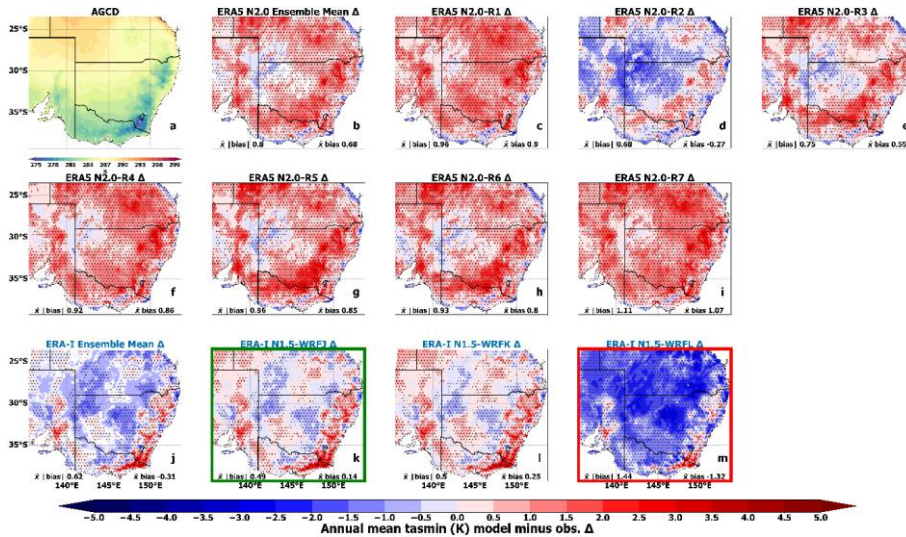 AGCD
ERA5 N2.0 Ensemble Mean Δ
ERA5 N2.0-R1 Δ
ERA5 N2.0-R2 Δ
ERA5 N2.0-R3 Δ
25°S
30°S
35°S
a
b
c
d
e
x̄ |bias| 0.8 x̄ bias 0.68
x̄ |bias| 0.96 x̄ bias 0.9
x̄ |bias| 0.68 x̄ bias -0.27
x̄ |bias| 0.75 x̄ bias 0.55
275 278 281 284 287 290 293 296 299
ERA5 N2.0-R4 Δ
ERA5 N2.0-R5 Δ
ERA5 N2.0-R6 Δ
ERA5 N2.0-R7 Δ
25°S
30°S
35°S
f
g
h
i
x̄ |bias| 0.92 x̄ bias 0.86
x̄ |bias| 0.96 x̄ bias 0.85
x̄ |bias| 0.93 x̄ bias 0.8
x̄ |bias| 1.11 x̄ bias 1.07
ERA-I Ensemble Mean Δ
ERA-I N1.5-WRFJ Δ
ERA-I N1.5-WRFK Δ
ERA-I N1.5-WRFL Δ
25°S
30°S
35°S
j
k
l
m
x̄ |bias| 0.62 x̄ bias -0.31
x̄ |bias| 0.49 x̄ bias 0.14
x̄ |bias| 0.5 x̄ bias 0.25
x̄ |bias| 1.44 x̄ bias -1.32
140°E 145°E 150°E
140°E 145°E 150°E
140°E 145°E 150°E
140°E 145°E 150°E
−5.0 −4.5 −4.0 −3.5 −3.0 −2.5 −2.0 −1.5 −1.0 −0.5 0.0 0.5 1.0 1.5 2.0 2.5 3.0 3.5 4.0 4.5 5.0
Annual mean tasmin (K) model minus obs. Δ